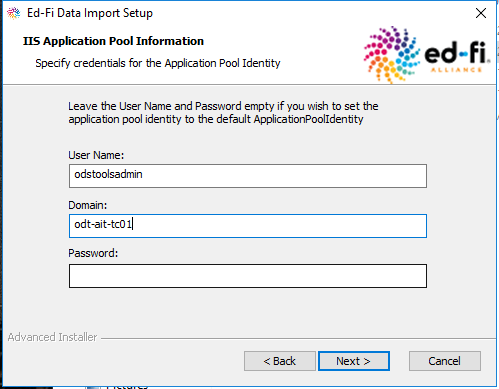 Ed-Fi Data Import Setup
IIS Application Pool Information
Specify credentials for the Application Pool Identity
ed-fi
ALLIANCE
Leave the User Name and Password empty if you wish to set the
application pool identity to the default ApplicationPoolIdentity
User Name:
odstoolsadmin
Domain:
odt-ait-tc01
Password:
Advanced Installer
< Back
Next >
Cancel
Pictures